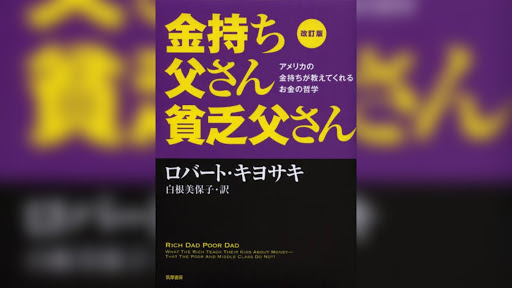 金持ち
改訂版
父さん
アメリカの
金持ちが教えてくれる
お金の哲学
貧乏父さん
ロバート・キヨサキ
白根美保子・訳
RICH DAD POOR DAD
WHAT THE RICH TEACH THEIR KIDS ABOUT MONEY—
THAT THE POOR AND MIDDLE CLASS DO NOT!
筑摩書房